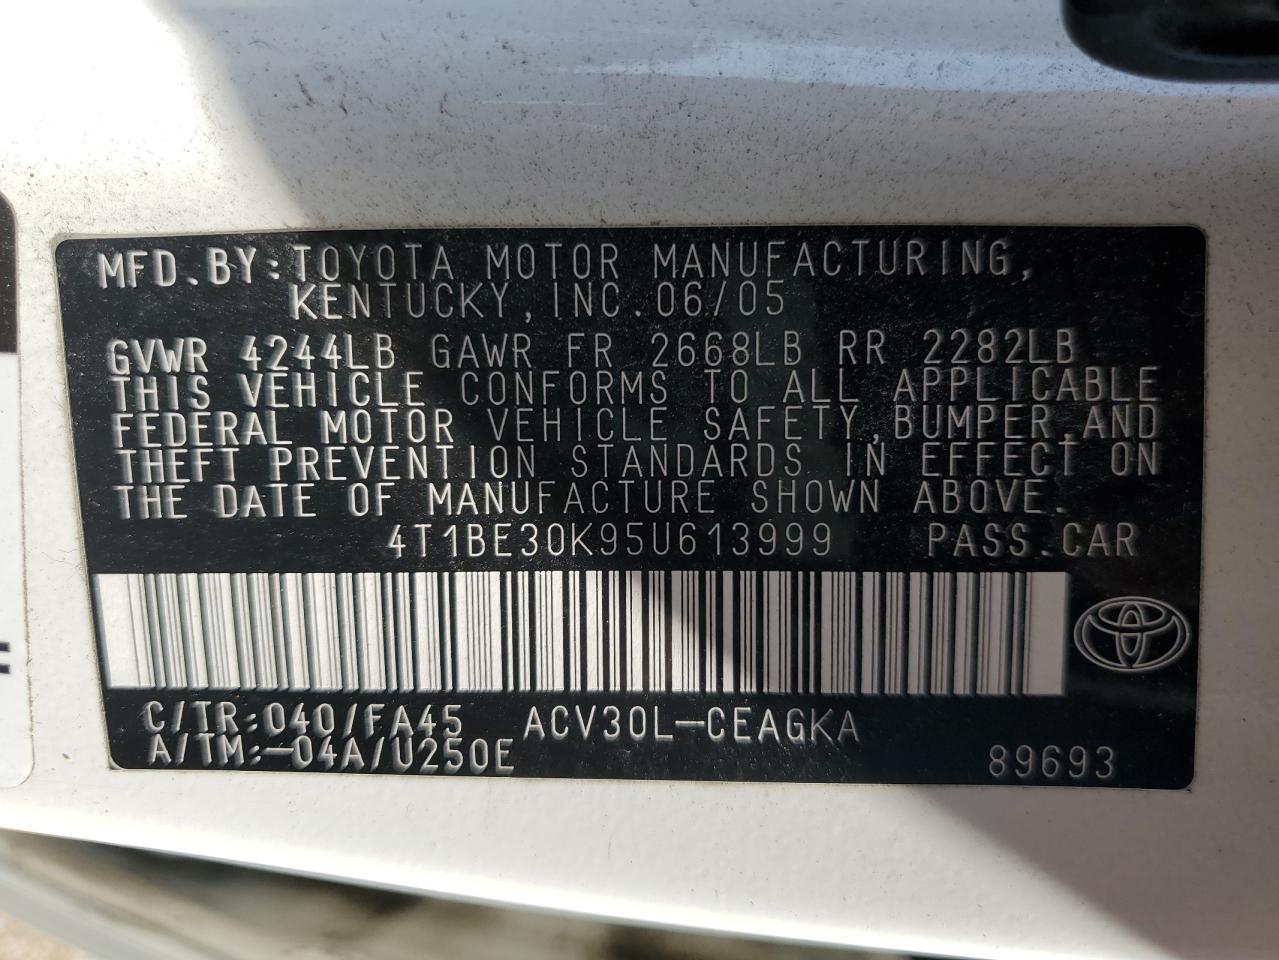 MFD.BY:TOYOTA MOTOR MANUFACTURING,
KENTUCKY,INC.06/05
GVWR 4244LB GAWR FR 2668LB RR 2282LB
THIS VEHICLE CONFORMS TO ALL APPLICABLE
FEDERAL MOTOR VEHICLE SAFETY,BUMPER,AND
THEFT PREVENTION STANDARDS IN EFFECT ON
THE DATE OF MANUFACTURE SHOWN ABOVE.
4T1BE30K95U613999 PASS.CAR
C/TR:040/FA45 ACV30L-CEAGKA
A/TM:-04A/U250E
89693